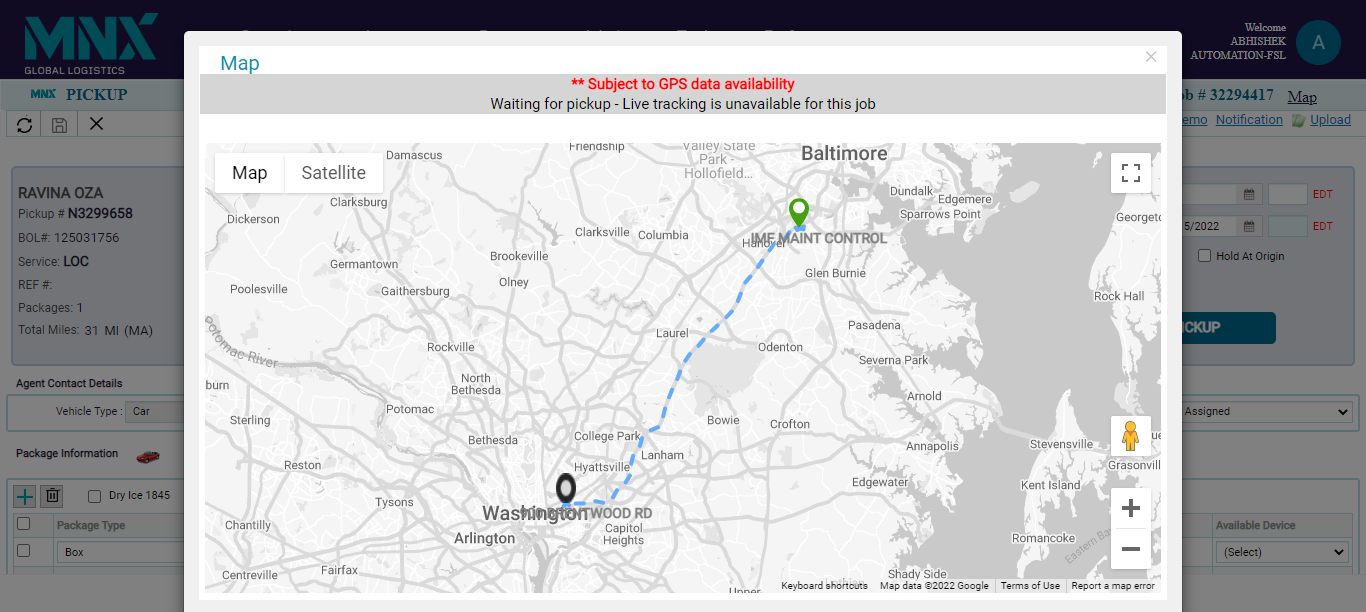 MNX
GLOBAL LOGISTICS
Welcome
ABHISHEK
AUTOMATION-FSL
A
Map
** Subject to GPS data availability
Waiting for pickup - Live tracking is unavailable for this job
MNX PICKUP
# 32294417 Map
Notification Upload
RAVINA OZA
Pickup # N3299658
BOL#: 125031756
Service: LOC
REF #:
Packages: 1
Total Miles: 31 MI (MA)
Agent Contact Details
Vehicle Type : Car
Package Information
Dry Ice 1845
Package Type
Box
EDT
5/2022 EDT
Hold At Origin
Assigned
Available Device
(Select)
Map Satellite
Friendship
Valley State
Park -
Hollofield...
Baltimore
Damascus
Clarksburg
Dickerson
Dundalk
Edgemere
Sparrows Point
Clarksville
Columbia
Hanover
IMF MAINT CONTROL
Brookeville
Germantown
Glen Burnie
Olney
Poolesville
Gaithersburg
Rock Hall
Potomac River
Laurel
Pasadena
Rockville
Odenton
Severna Park
North
Bethesda
Arnold
Potomac
Sterling
Bowie
Crofton
Bethesda
College Park
Annapolis
Stevensville
Lanham
Reston
Hyattsville
Edgewater
Kent Island
Tysons
Washington
900 BRENTWOOD RD
Chantilly
Capitol
Heights
Arlington
Romancoke
Fairfax
Centreville
Shady Side
Keyboard shortcuts Map data ©2022 Google Terms of Use Report a map error